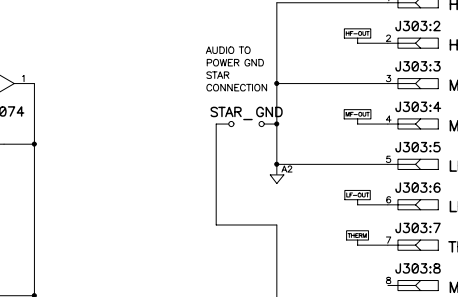 H
HF-OUT
J303:2
2
H
AUDIO TO
POWER GND
STAR
CONNECTION
J303:3
3
M
1
074
STAR_GND
MF-OUT
J303:4
4
M
J303:5
5
A2
LF-OUT
J303:6
6
THERM
J303:7
7
J303:8
8
M